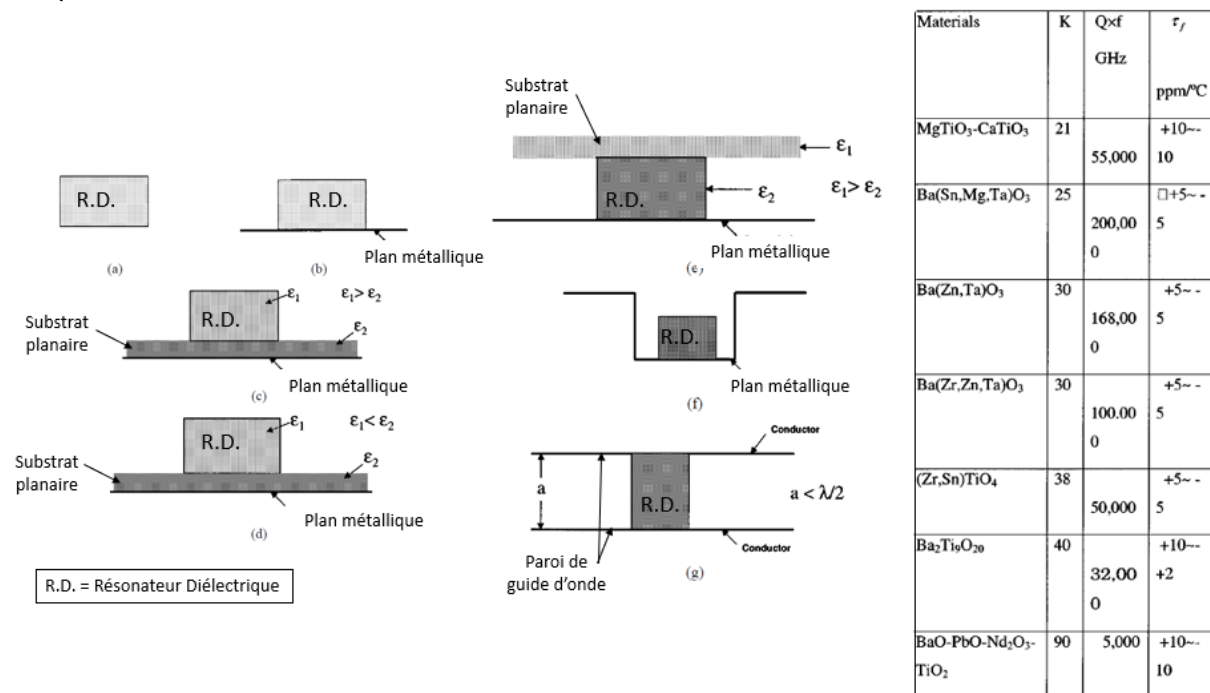 R.D.
(a)
R.D.
Plan métallique
(b)
ε1
ε1> ε2
R.D.
Substrat
planaire
ε2
Plan métallique
(c)
ε1
ε1< ε2
R.D.
Substrat
planaire
ε2
Plan métallique
(d)
R.D. = Résonateur Diélectrique
Substrat
planaire
ε1
R.D.
ε2
ε1> ε2
Plan métallique
(e)
R.D.
Plan métallique
(f)
Conductor
a
R.D.
a < λ/2
Conductor
Paroi de
guide d'onde
(g)
Materials K Q×f τf
GHz
ppm/ºC
MgTiO3-CaTiO3 21 +10~-
55,000 10
Ba(Sn,Mg,Ta)O3 25 □+5~ -
200,00 5
0
Ba(Zn,Ta)O3 30 +5~ -
168,00 5
0
Ba(Zr,Zn,Ta)O3 30 +5~ -
100.00 5
0
(Zr,Sn)TiO4 38 +5~ -
50,000 5
Ba2Ti9O20 40 +10~-
32,00 +2
0
BaO-PbO-Nd2O3- 90 5,000 +10~-
TiO2 10